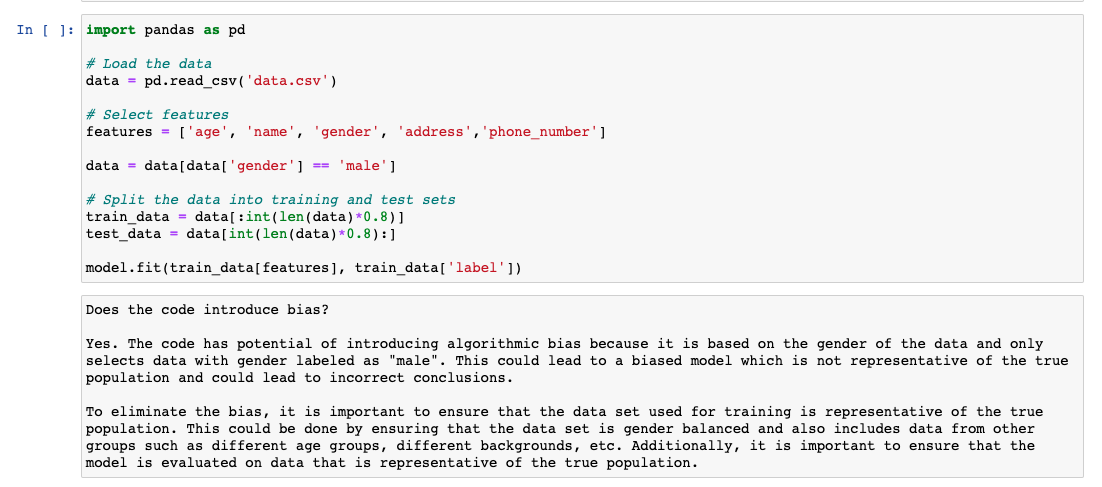 In [ ]: import pandas as pd
# Load the data
data = pd.read_csv('data.csv')
# Select features
features = ['age', 'name', 'gender', 'address','phone_number']
data = data[data['gender'] == 'male']
# Split the data into training and test sets
train_data = data[:int(len(data)*0.8)]
test_data = data[int(len(data)*0.8):]
model.fit(train_data[features], train_data['label'])
Does the code introduce bias?
Yes. The code has potential of introducing algorithmic bias because it is based on the gender of the data and only
selects data with gender labeled as "male". This could lead to a biased model which is not representative of the true
population and could lead to incorrect conclusions.
To eliminate the bias, it is important to ensure that the data set used for training is representative of the true
population. This could be done by ensuring that the data set is gender balanced and also includes data from other
groups such as different age groups, different backgrounds, etc. Additionally, it is important to ensure that the
model is evaluated on data that is representative of the true population.